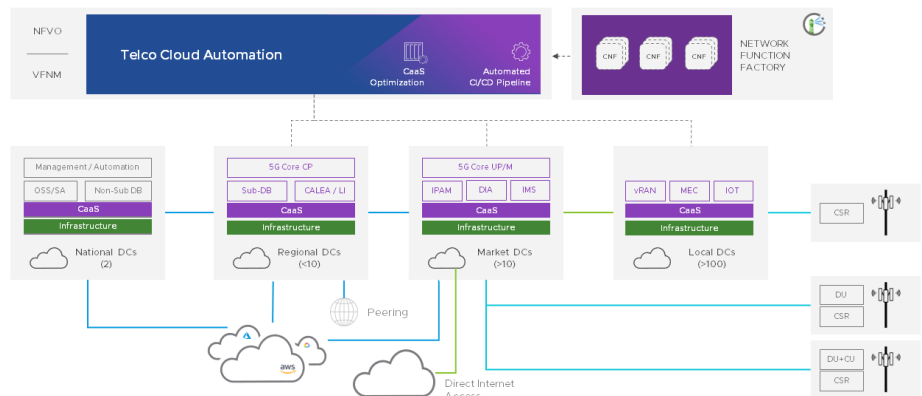 NFVO
VFNM
Telco Cloud Automation
CaaS
Optimization
Automated
CI/CD Pipeline
CNF
CNF
CNF
NETWORK
FUNCTION
FACTORY
Management / Automation
OSS/SA
Non-Sub DB
CaaS
Infrastructure
National DCs
(2)
5G Core CP
Sub-DB
CALEA / LI
CaaS
Infrastructure
Regional DCs
(<10)
5G Core UP/M
IPAM
DIA
IMS
CaaS
Infrastructure
Market DCs
(>10)
vRAN
MEC
IOT
CaaS
Infrastructure
Local DCs
(>100)
CSR
Peering
DU
CSR
aws
DU+CU
CSR
Direct Internet
Access